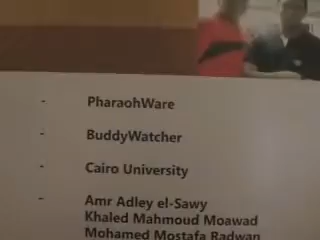 - PharaohWare
- BuddyWatcher
- Cairo University
- Amr Adley el-Sawy
Khaled Mahmoud Moawad
Mohamed Mostafa Radwan